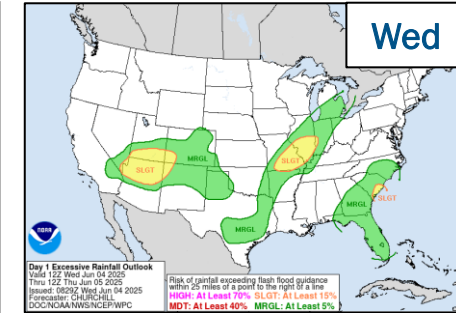 Wed
MRGL
SLGT
SLGT
MRGL
SLGT
MRGL
NOAA
Day 1 Excessive Rainfall Outlook
Valid 12Z Wed Jun 04 2025
Thru 12Z Thu Jun 05 2025
Issued: 0829Z Wed Jun 04 2025
Forecaster: CHURCHILL
DOC/NOAA/NWS/NCEP/WPC
Risk of rainfall exceeding flash flood guidance
within 25 miles of a point to the right of a line
HIGH: At Least 70% SLGT: At Least 15%
MDT: At Least 40% MRGL: At Least 5%